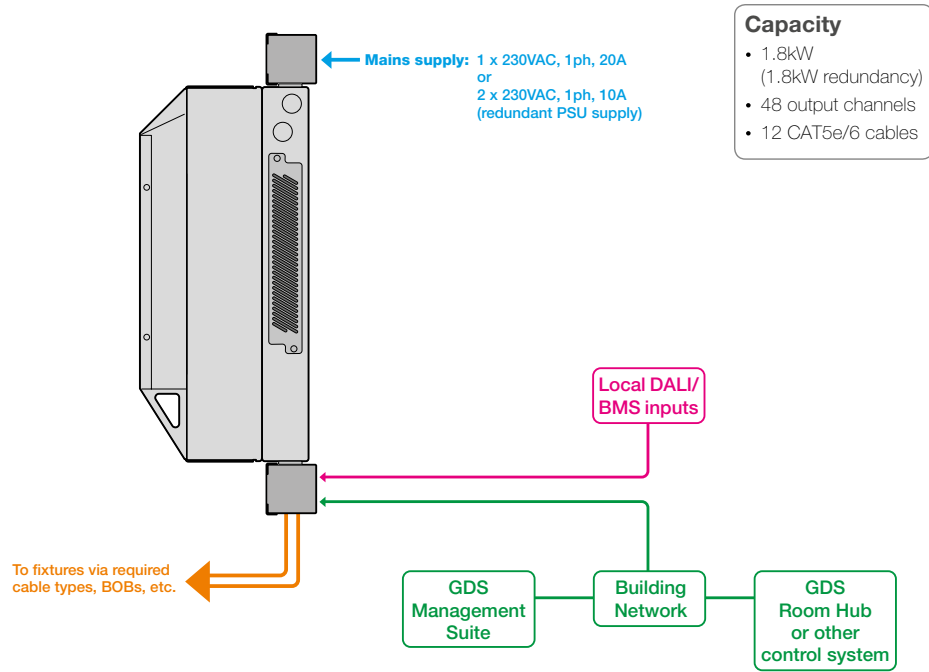 Capacity
• 1.8kW
(1.8kW redundancy)
• 48 output channels
• 12 CAT5e/6 cables
Mains supply: 1 x 230VAC, 1ph, 20A
or
2 x 230VAC, 1ph, 10A
(redundant PSU supply)
Local DALI/
BMS inputs
To fixtures via required
cable types, BOBs, etc.
GDS
Management
Suite
Building
Network
GDS
Room Hub
or other
control system